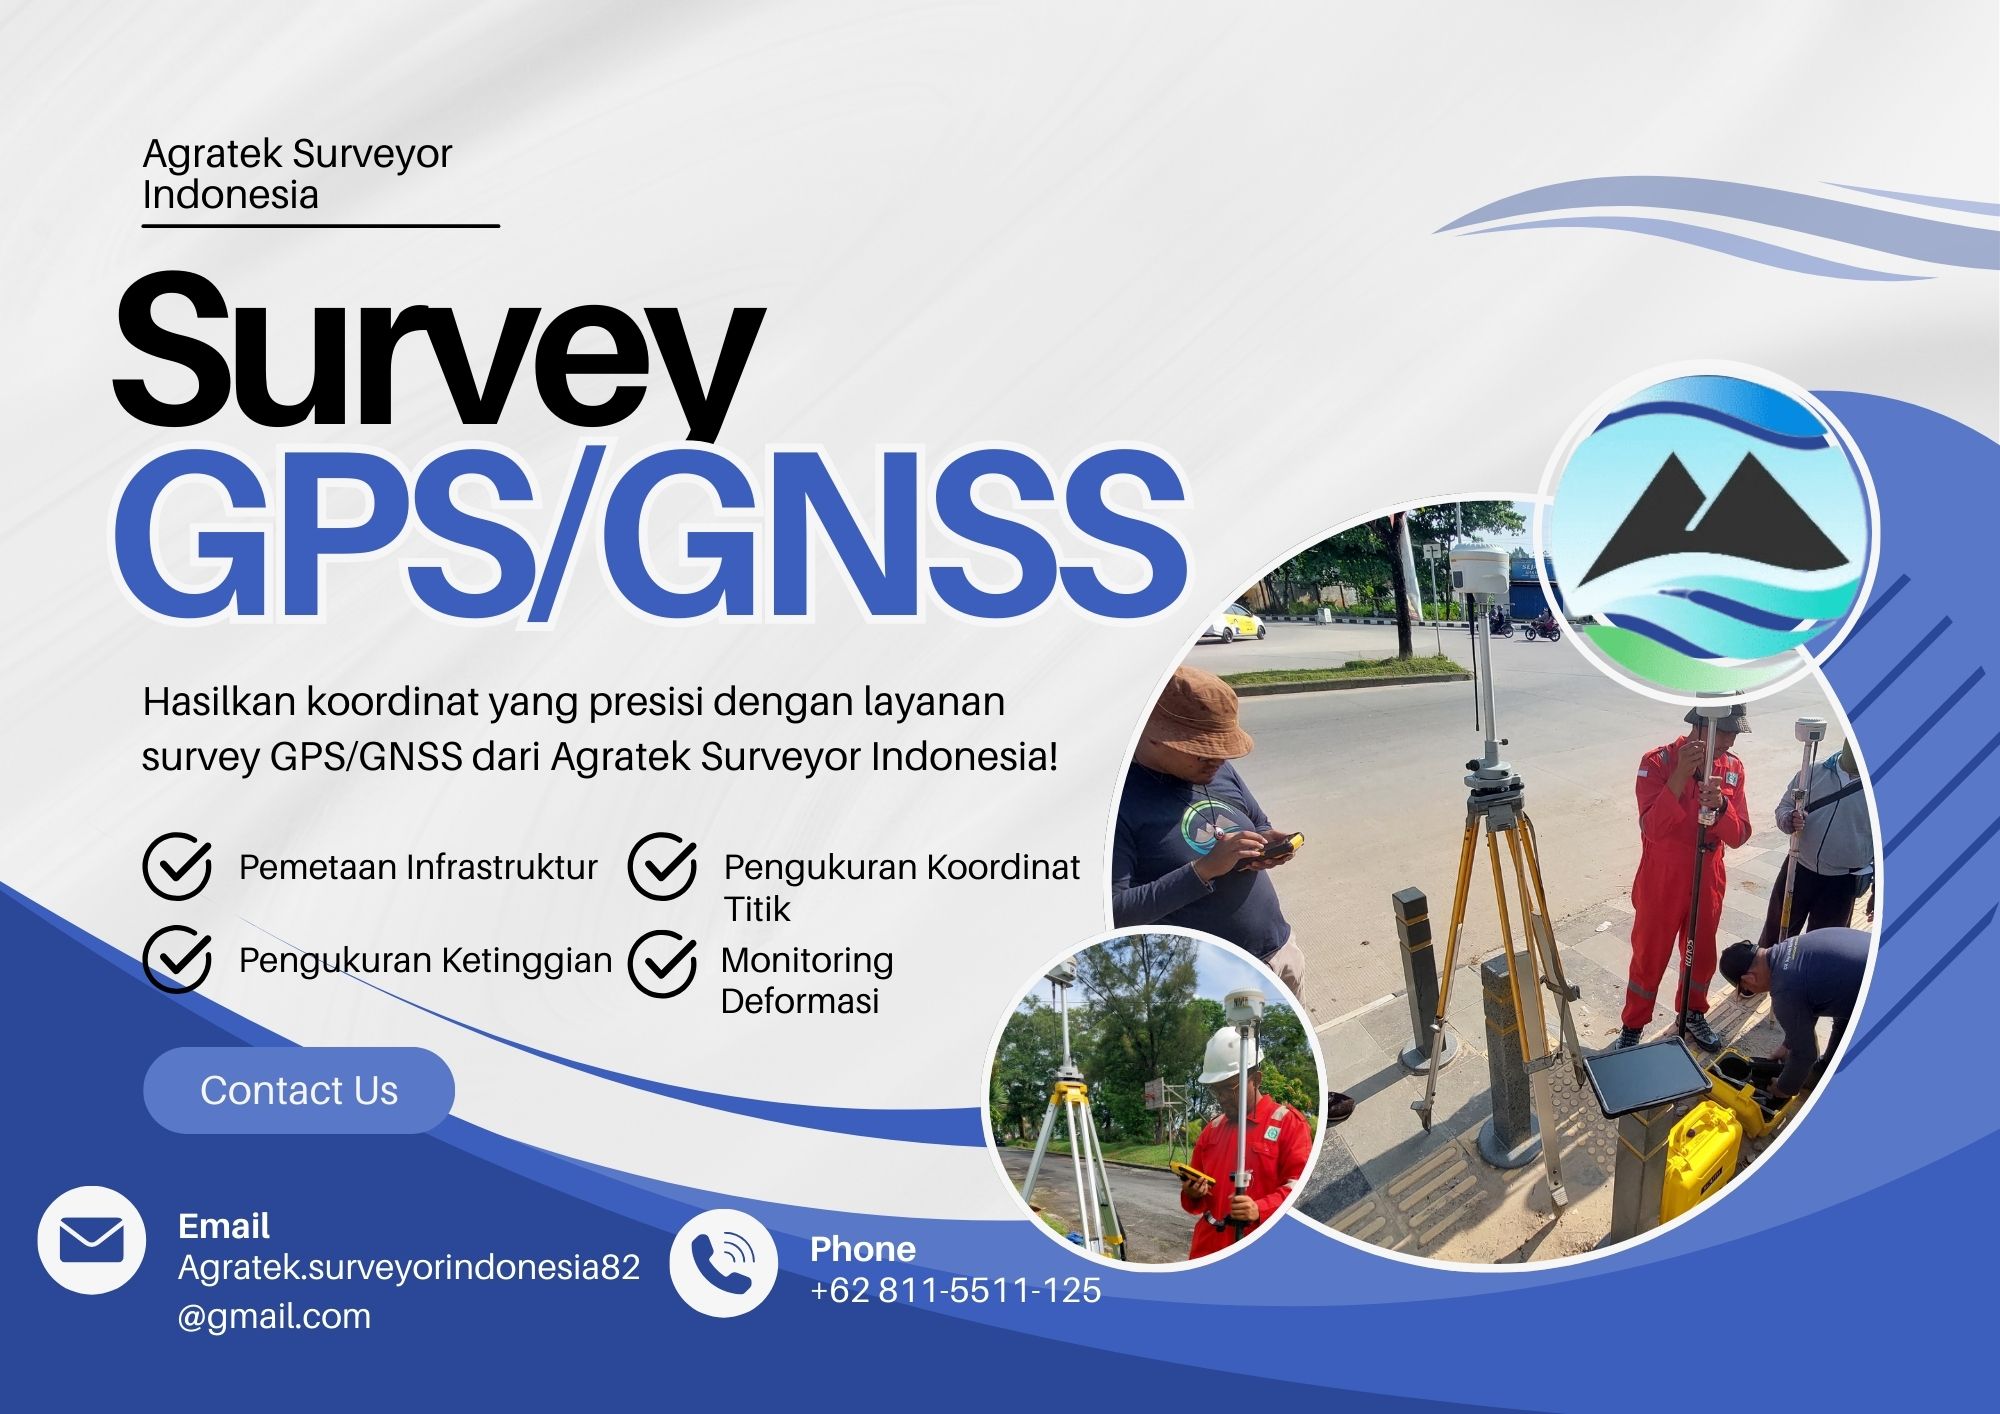 Agratek Surveyor
Indonesia
Survey
GPS/GNSS
Hasilkan koordinat yang presisi dengan layanan
survey GPS/GNSS dari Agratek Surveyor Indonesia!
Pemetaan Infrastruktur
Pengukuran Koordinat
Titik
Pengukuran Ketinggian
Monitoring
Deformasi
Contact Us
Email
Agratek.surveyorindonesia82
@gmail.com
Phone
+62 811-5511-125